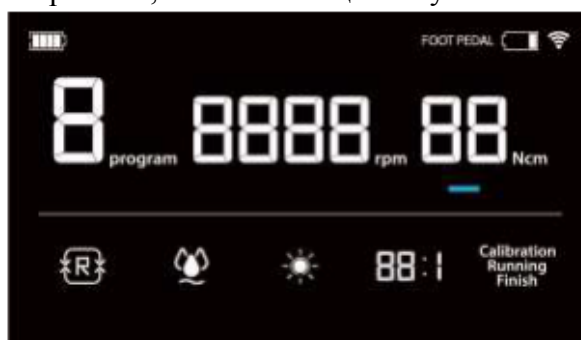 FOOT PEDAL
8 program 8888 rpm 88 Ncm
R 88:1 Calibration
Running
Finish